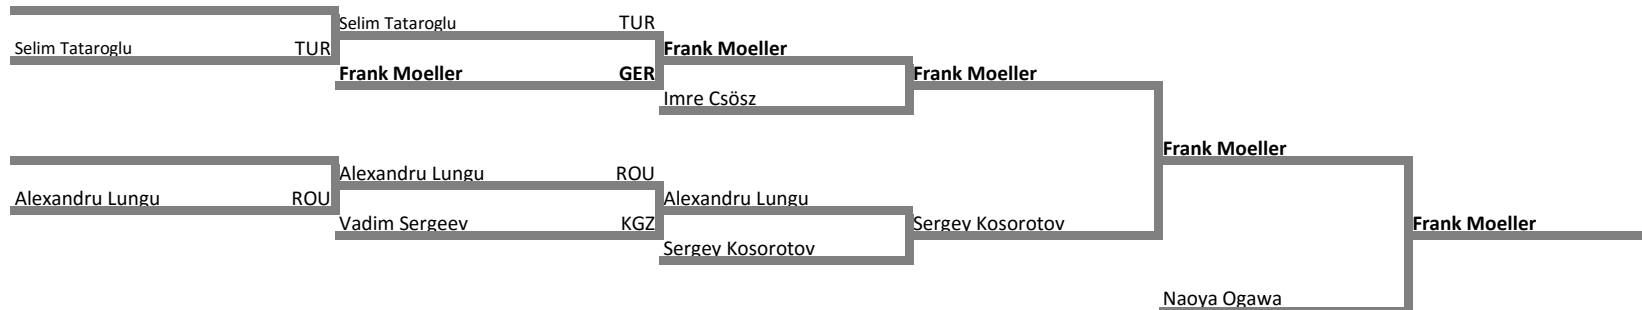 Selim Tataroglu TUR
Selim Tataroglu TUR
Frank Moeller
Frank Moeller GER
Frank Moeller
Imre Csösz
Frank Moeller
Alexandru Lungu ROU
Alexandru Lungu ROU
Alexandru Lungu
Vadim Sergeev KGZ
Sergey Kosorotov
Frank Moeller
Sergey Kosorotov
Naoya Ogawa